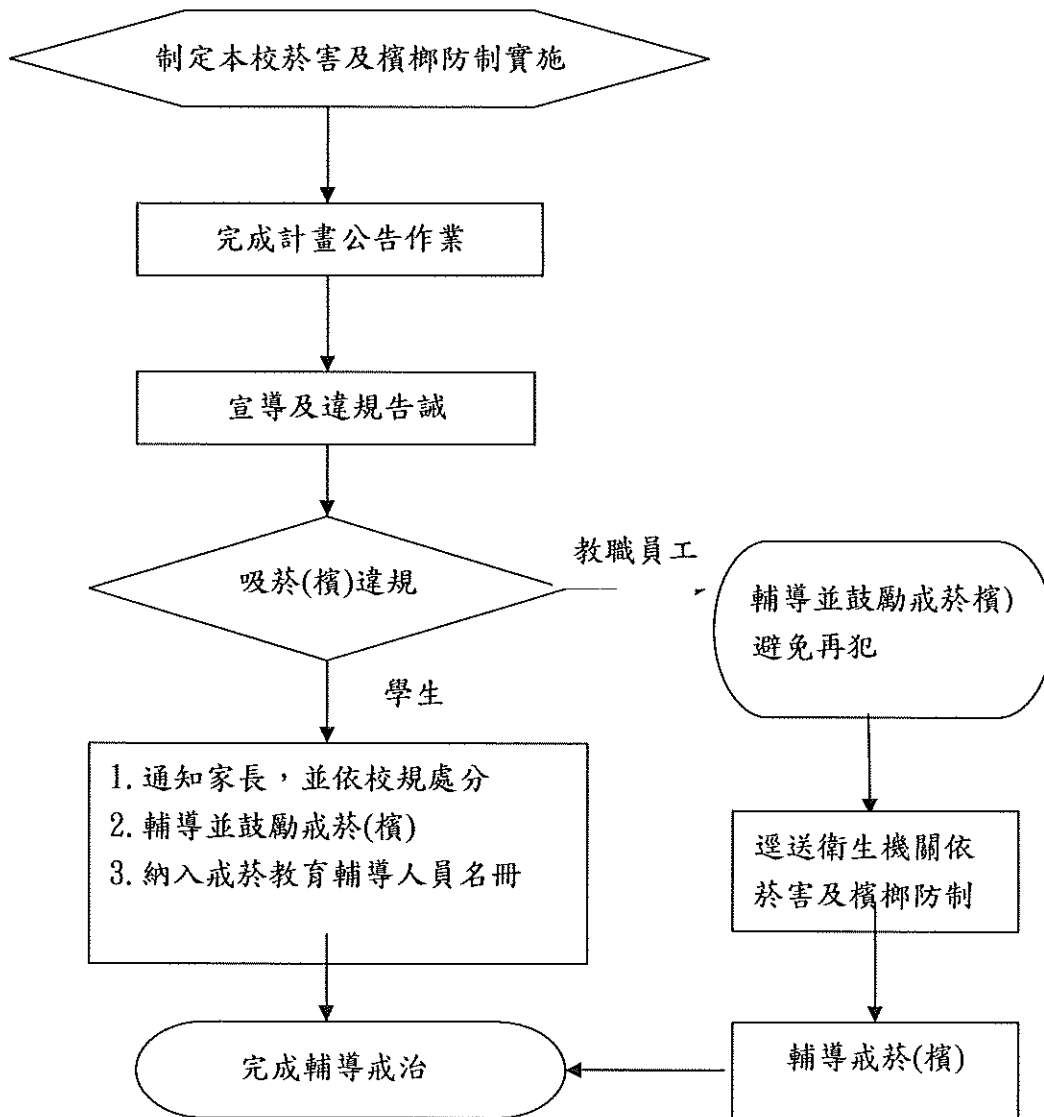 制定本校菸害及檳榔防制實施
完成計畫公告作業
宣導及違規告誡
吸菸(檳)違規
教職員工
輔導並鼓勵戒菸檳)
避免再犯
學生
1. 通知家長，並依校規處分
2. 輔導並鼓勵戒菸(檳)
3. 納入戒菸教育輔導人員名冊
逕送衛生機關依
菸害及檳榔防制
輔導戒菸(檳)
完成輔導戒治